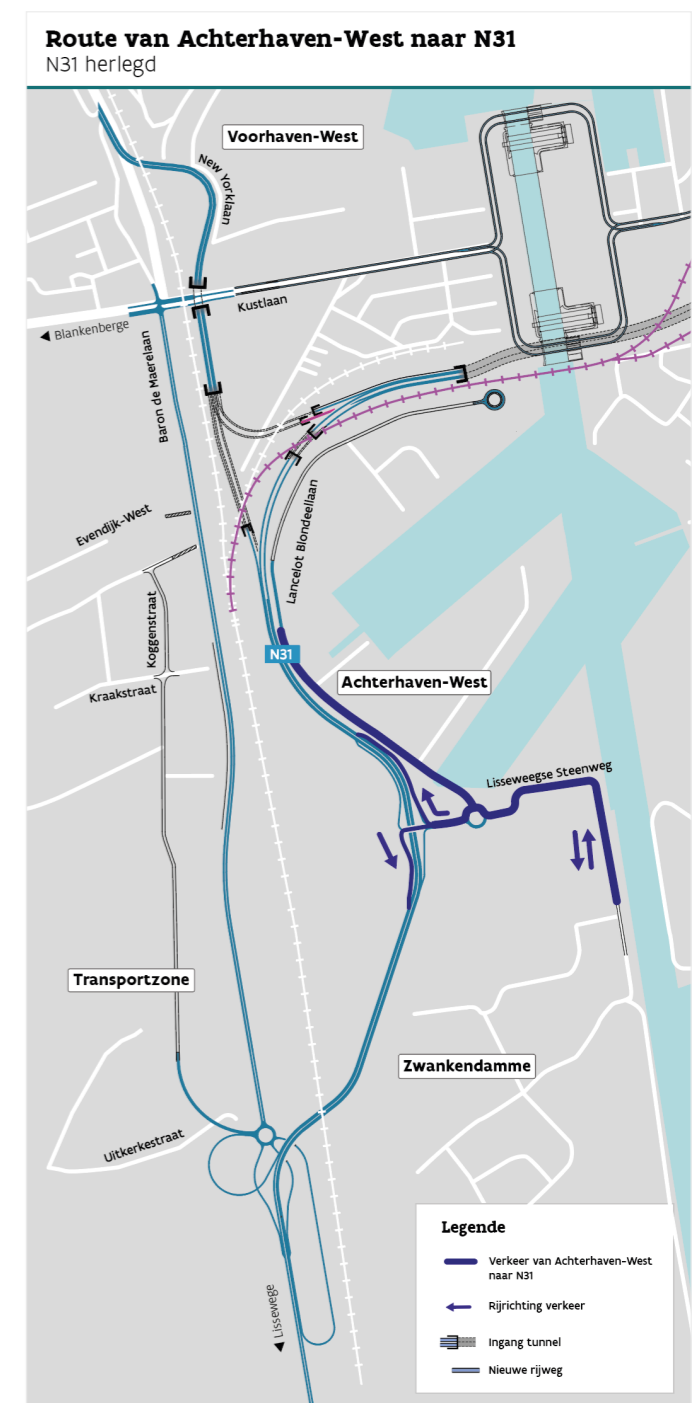 Route van Achterhaven-West naar N31
N31 herlegd
Voorhaven-West
New Yorklaan
Kustlaan
◀ Blankenberge
Baron de Maerelaan
Evendijk-West
Lancelot Blondeellaan
Koggenstraat
N31
Achterhaven-West
Kraakstraat
Lisseweegse Steenweg
Transportzone
Zwankendamme
Uitkerkestraat
◀ Lissewege
Legende
Verkeer van Achterhaven-West
naar N31
Rijrichting verkeer
Ingang tunnel
Nieuwe rijweg